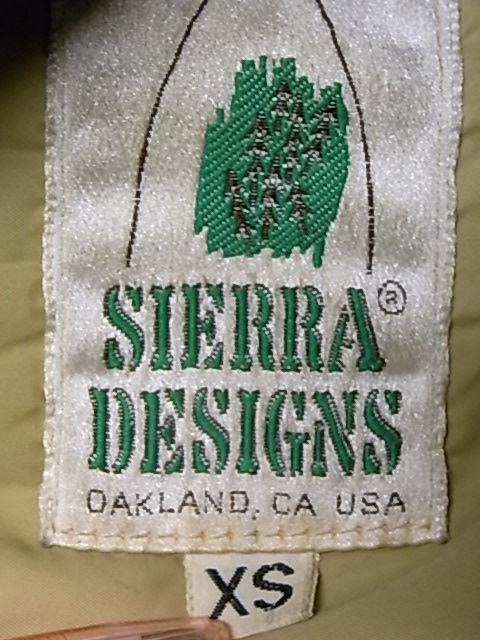 SIERRA®
DESIGNS
OAKLAND, CA USA
XS